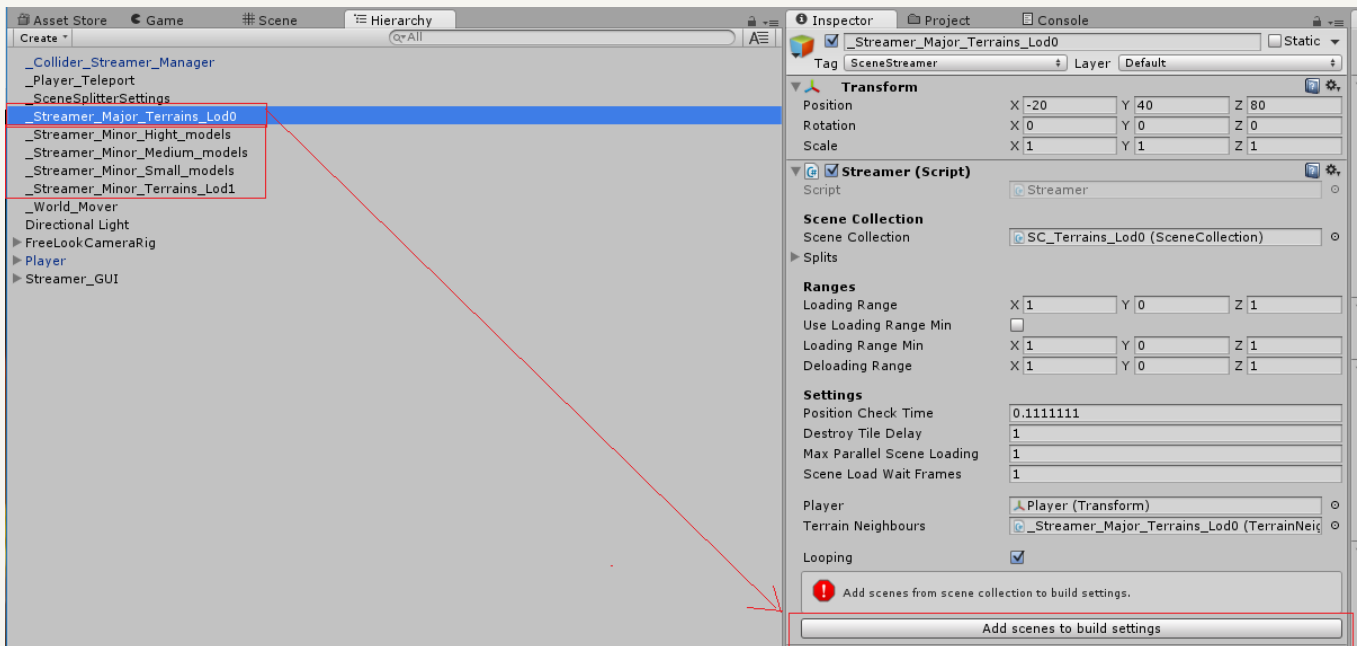 Asset Store Game Scene Hierarchy
Create All
_Collider_Streamer_Manager
_Player_Teleport
_SceneSplitterSettings
_Streamer_Major_Terrains_Lod0
_Streamer_Minor_Hight_models
_Streamer_Minor_Medium_models
_Streamer_Minor_Small_models
_Streamer_Minor_Terrains_Lod1
_World_Mover
Directional Light
FreeLookCameraRig
Player
Streamer_GUI
Inspector Project Console
_Streamer_Major_Terrains_Lod0 Static
Tag SceneStreamer Layer Default
Transform
Position X -20 Y 40 Z 80
Rotation X 0 Y 0 Z 0
Scale X 1 Y 1 Z 1
Streamer (Script)
Script Streamer
Scene Collection
Scene Collection SC_Terrains_Lod0 (SceneCollection)
Splits
Ranges
Loading Range X 1 Y 0 Z 1
Use Loading Range Min
Loading Range Min X 1 Y 0 Z 1
Deloading Range X 1 Y 0 Z 1
Settings
Position Check Time 0.1111111
Destroy Tile Delay 1
Max Parallel Scene Loading 1
Scene Load Wait Frames 1
Player Player (Transform)
Terrain Neighbours _Streamer_Major_Terrains_Lod0 (TerrainNeig
Looping
Add scenes from scene collection to build settings.
Add scenes to build settings